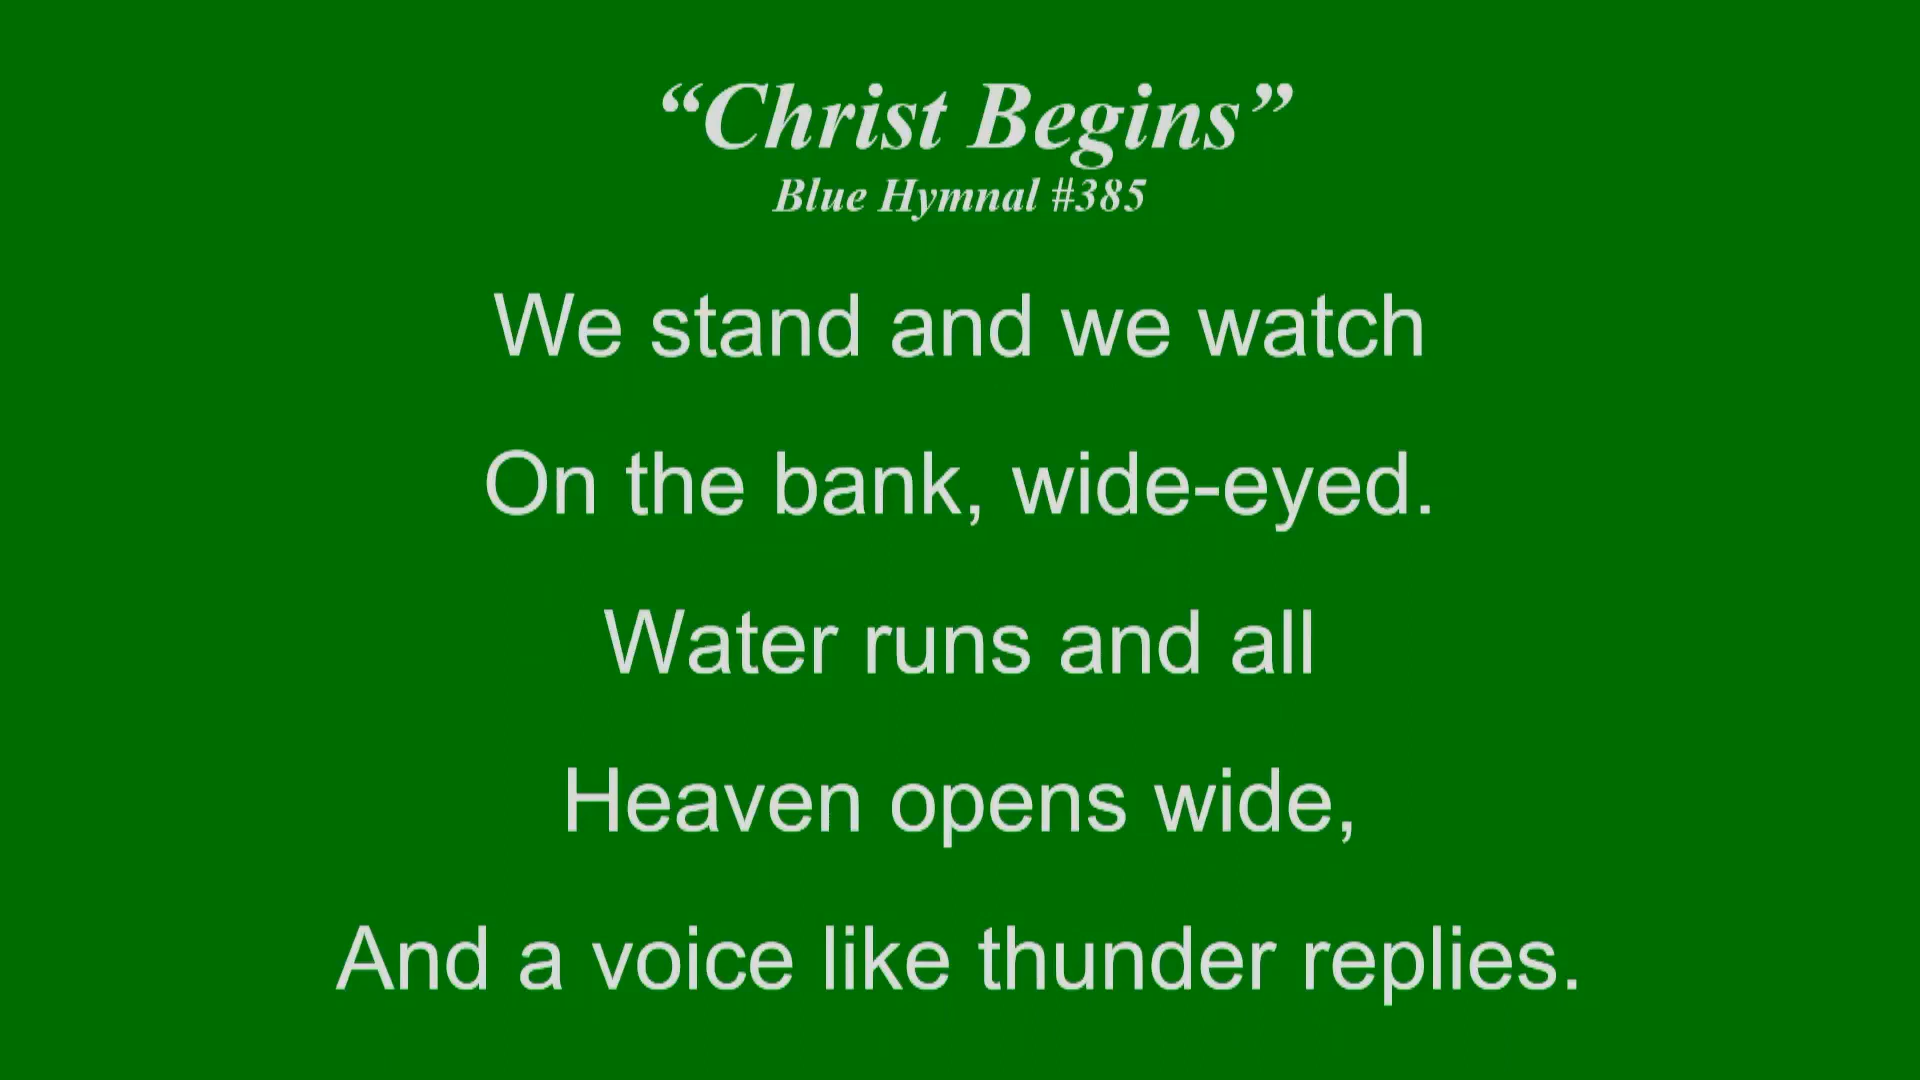 “Christ Begins”
Blue Hymnal #385
We stand and we watch
On the bank, wide-eyed.
Water runs and all
Heaven opens wide,
And a voice like thunder replies.